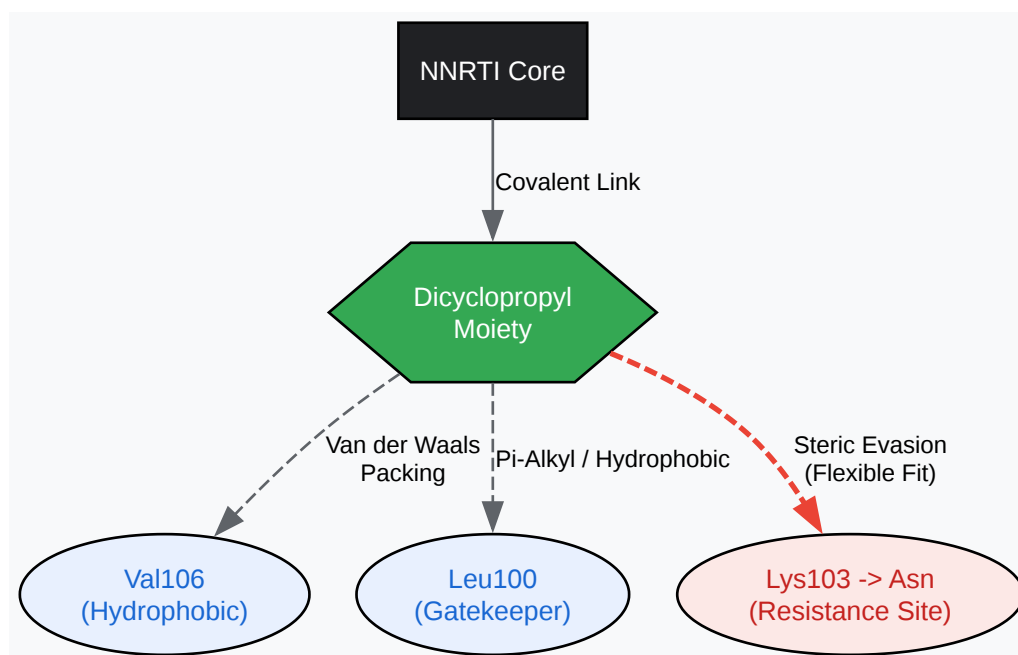 NNRTI Core
Covalent Link
Dicyclopropyl
Moiety
Van der Waals
Packing
Pi-Alkyl / Hydrophobic
Steric Evasion
(Flexible Fit)
Val106
(Hydrophobic)
Leu100
(Gatekeeper)
Lys103 -> Asn
(Resistance Site)